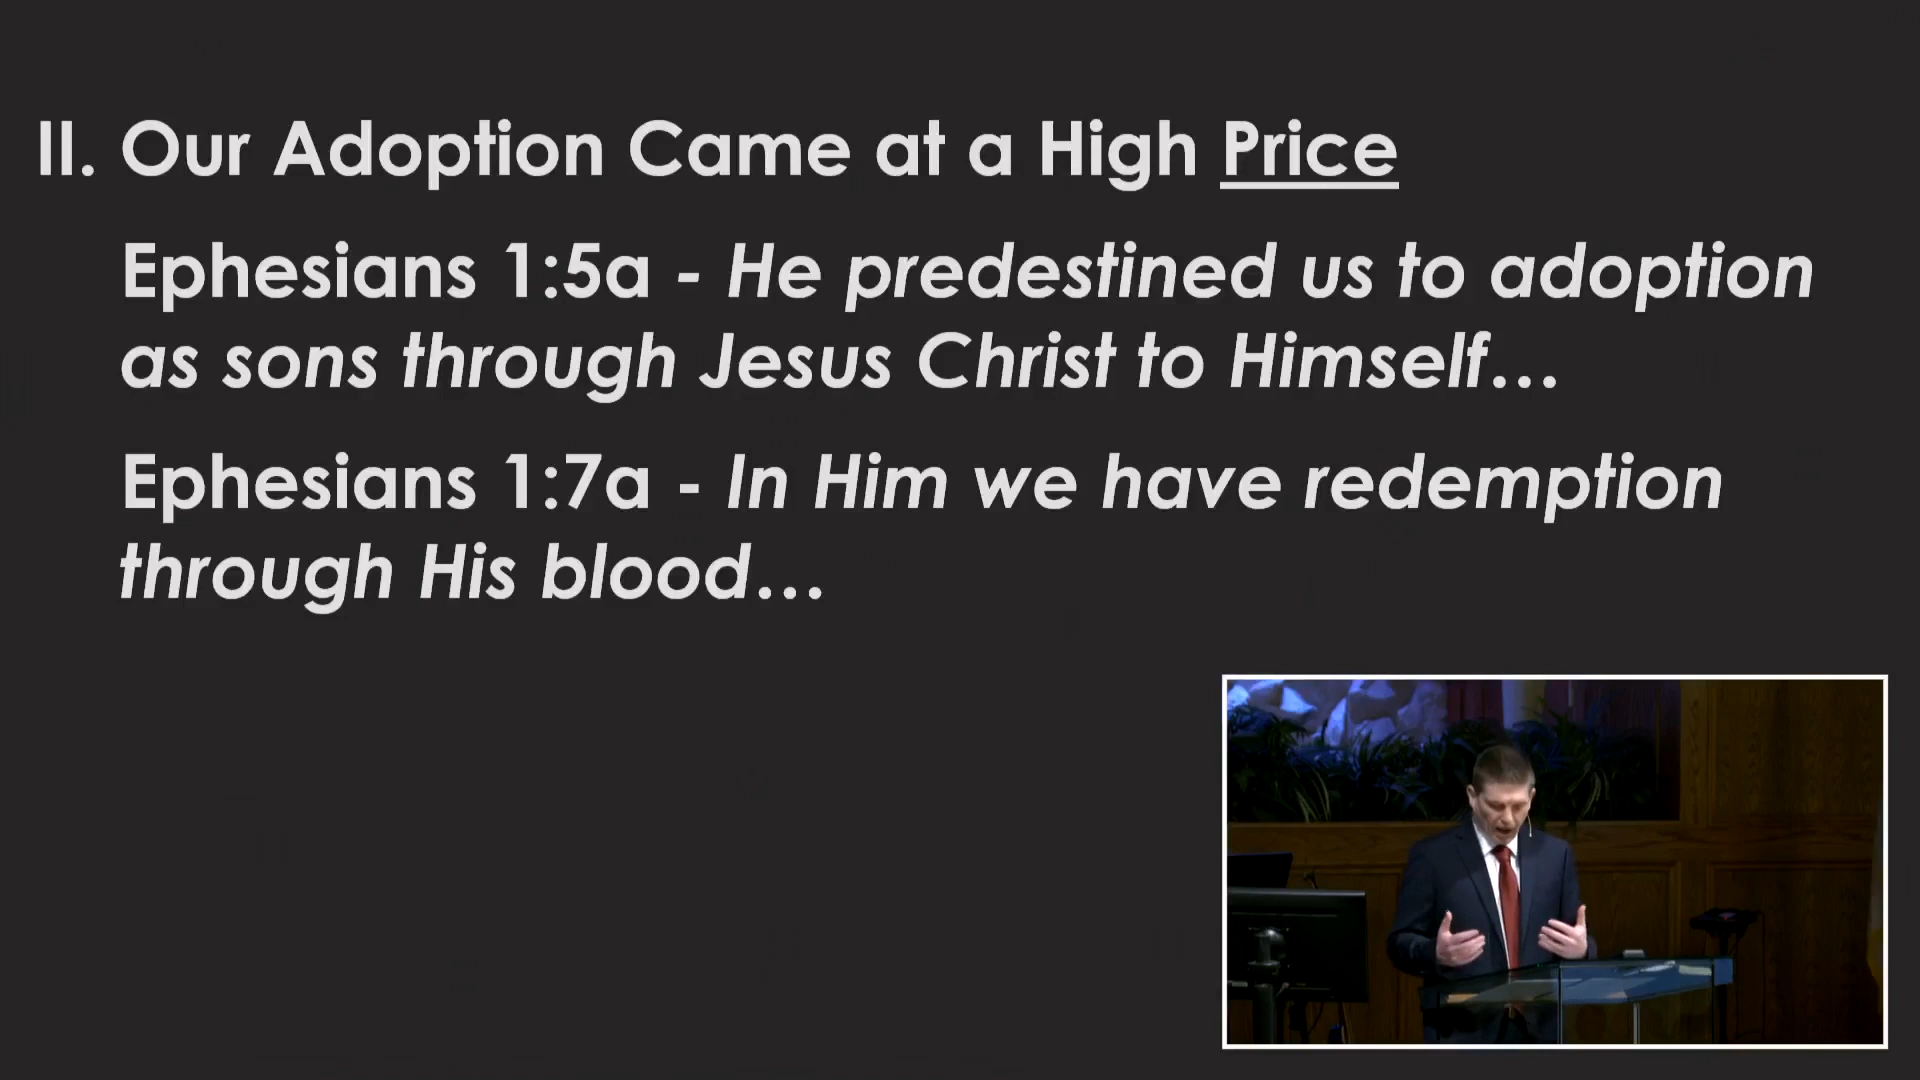 II. Our Adoption Came at a High Price
Ephesians 1:5a - He predestined us to adoption
as sons through Jesus Christ to Himself...
Ephesians 1:7a - In Him we have redemption
through His blood...